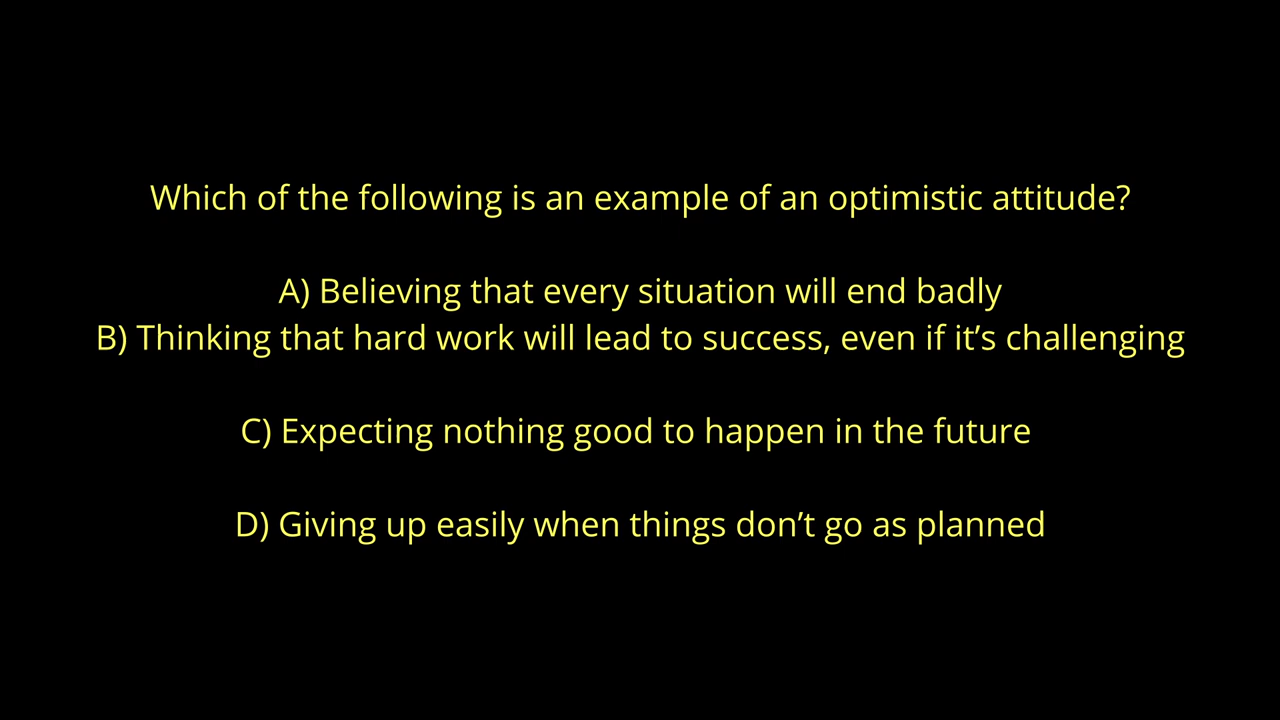 Which of the following is an example of an optimistic attitude?
A) Believing that every situation will end badly
B) Thinking that hard work will lead to success, even if it’s challenging
C) Expecting nothing good to happen in the future
D) Giving up easily when things don’t go as planned